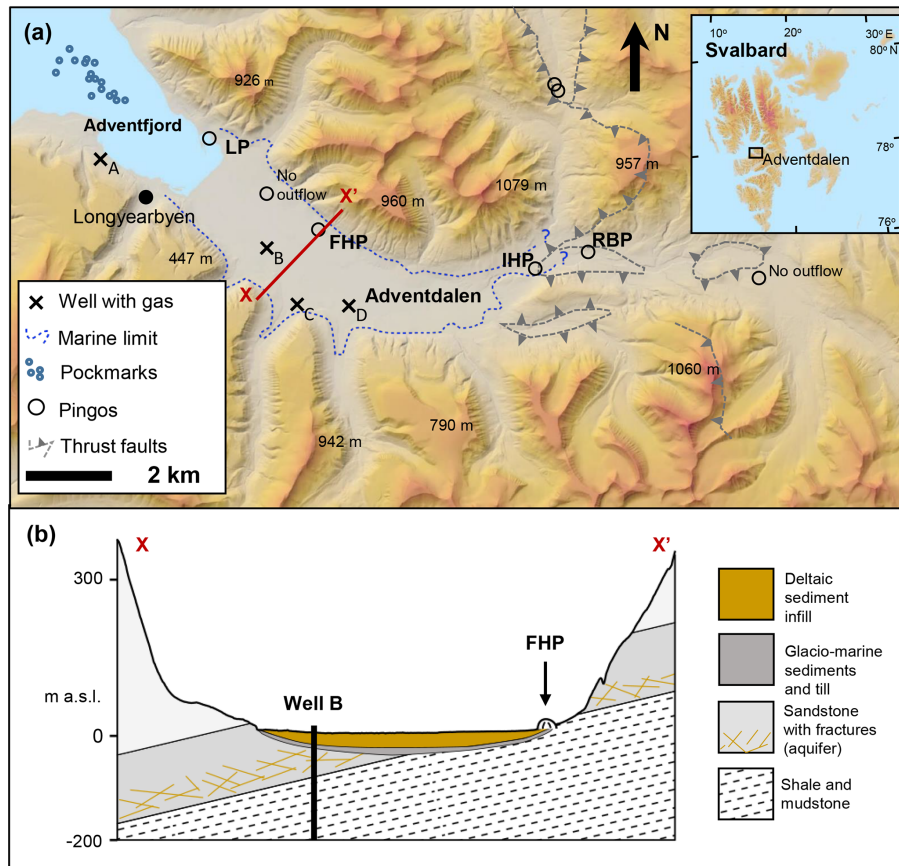 (a)
926 m
N
Svalbard
10°
20°
30° E
80°N
78°
76°
Adventdalen
Adventfjord
LP
A
No
outflow
X'
960 m
1079 m
957 m
Longyearbyen
FHP
447 m
B
?
?
IHP
RBP
No outflow
X
C
D
Adventdalen
1060 m
942 m
790 m
Well with gas
Marine limit
Pockmarks
Pingos
Thrust faults
2 km
(b)
X
X’
300
m a.s.l.
0
-200
Well B
FHP
Deltaic
sediment
infill
Glacio-marine
sediments
and till
Sandstone
with fractures
(aquifer)
Shale and
mudstone